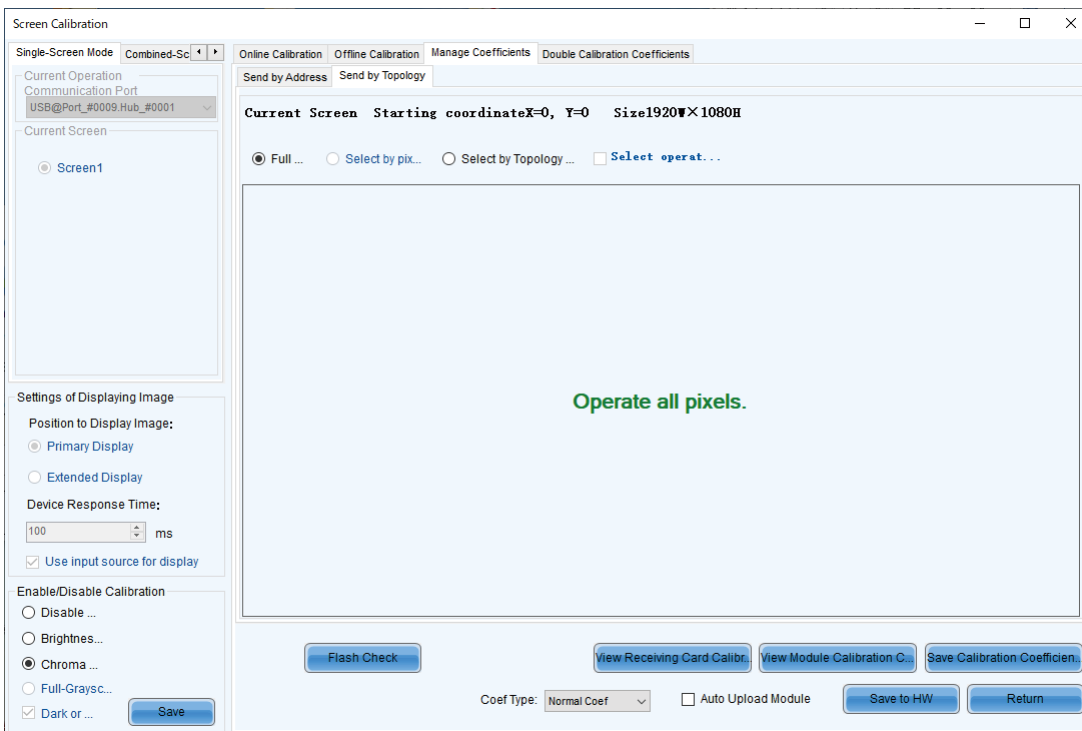 Screen Calibration
Single-Screen Mode
Combined-Sc
Current Operation
Communication Port
USB@Port_#0009.Hub_#0001
Current Screen
Screen1
Settings of Displaying Image
Position to Display Image:
Primary Display
Extended Display
Device Response Time:
100 ms
Use input source for display
Enable/Disable Calibration
Disable ...
Brightnes...
Chroma ...
Full-Graysc...
Dark or ...
Save
Online Calibration
Offline Calibration
Manage Coefficients
Double Calibration Coefficients
Send by Address
Send by Topology
Current Screen Starting coordinateX=0, Y=0 Size1920W×1080H
Full ...
Select by pix...
Select by Topology ...
Select operat...
Operate all pixels.
Flash Check
View Receiving Card Calibr...
View Module Calibration C...
Save Calibration Coefficien...
Coef Type:
Normal Coef
Auto Upload Module
Save to HW
Return